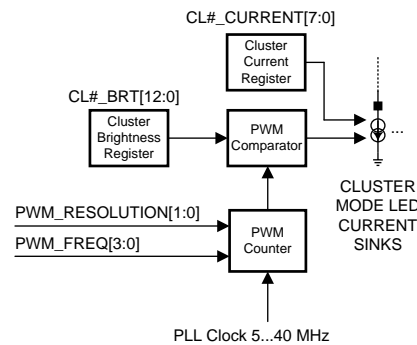 CL#_CURRENT[7:0]
Cluster
Current
Register
CL#_BRT[12:0]
Cluster
Brightness
Register
PWM
Comparator
...
CLUSTER
MODE LED
CURRENT
SINKS
PWM_RESOLUTION[1:0]
PWM_FREQ[3:0]
PWM
Counter
PLL Clock 5...40 MHz